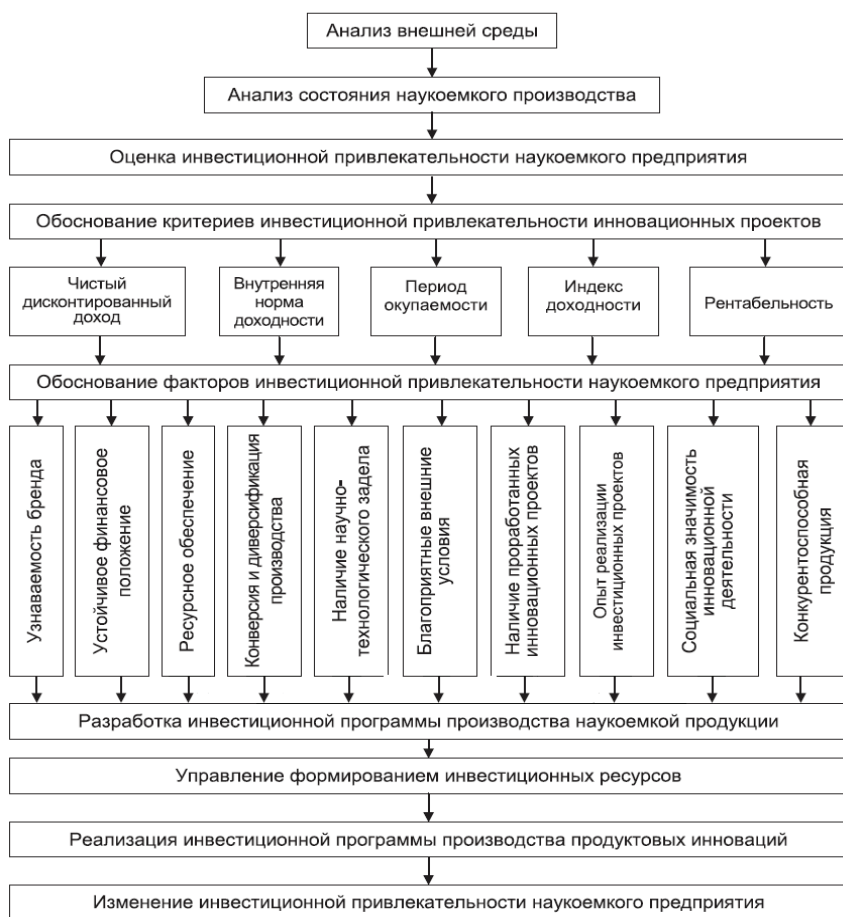 Анализ внешней среды
Анализ состояния наукоемкого производства
Оценка инвестиционной привлекательности наукоемкого предприятия
Обоснование критериев инвестиционной привлекательности инновационных проектов
Чистый
дисконтированный
доход
Внутренняя
норма
доходности
Период
окупаемости
Индекс
доходности
Рентабельность
Обоснование факторов инвестиционной привлекательности наукоемкого предприятия
Узнаваемость бренда
Устойчивое финансовое
положение
Ресурсное обеспечение
Конверсия и диверсификация
производства
Наличие научно-
технологического задела
Благоприятные внешние
условия
Наличие проработанных
инновационных проектов
Опыт реализации
инвестиционных проектов
Социальная значимость
инновационной
деятельности
Конкурентоспособная
продукция
Разработка инвестиционной программы производства наукоемкой продукции
Управление формированием инвестиционных ресурсов
Реализация инвестиционной программы производства продуктовых инноваций
Изменение инвестиционной привлекательности наукоемкого предприятия